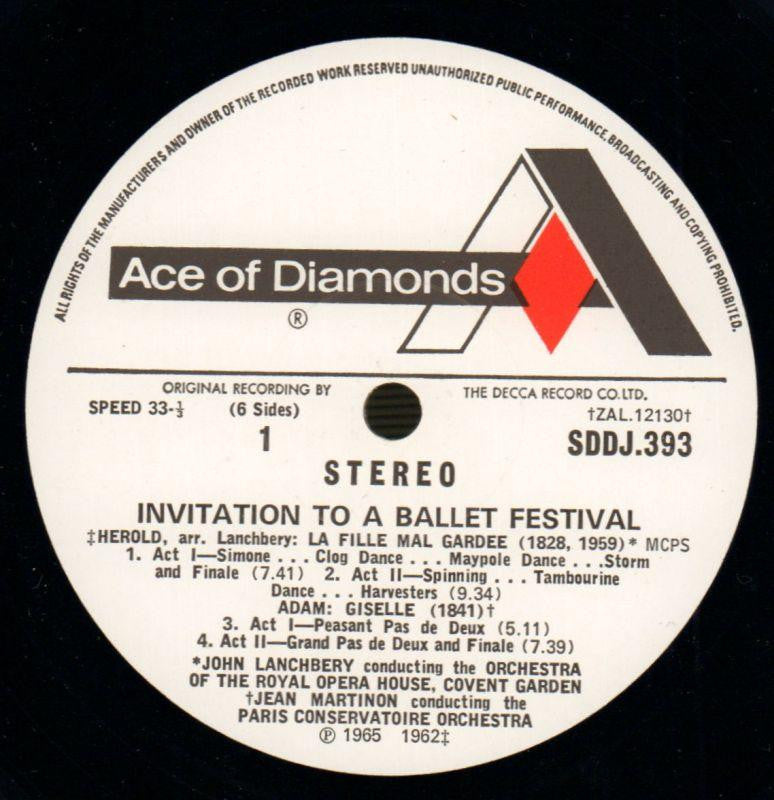 ALL RIGHTS OF THE MANUFACTURERS AND OWNER OF THE RECORDED WORK RESERVED UNAUTHORIZED PUBLIC PERFORMANCE, BROADCASTING AND COPYING PROHIBITED.
Ace of Diamonds
®
ORIGINAL RECORDING BY THE DECCA RECORD CO. LTD.
SPEED 33-⅓ (6 Sides) †ZAL.12130†
1 SDDJ.393
STEREO
INVITATION TO A BALLET FESTIVAL
‡HEROLD, arr. Lanchbery: LA FILLE MAL GARDEE (1828, 1959)* MCPS
1. Act I—Simone . . . Clog Dance . . . Maypole Dance . . .Storm
and Finale (7.41) 2. Act II—Spinning . . . Tambourine
Dance . . . Harvesters (9.34)
ADAM: GISELLE (1841)†
3. Act I—Peasant Pas de Deux (5.11)
4. Act II—Grand Pas de Deux and Finale (7.39)
*JOHN LANCHBERY conducting the ORCHESTRA
OF THE ROYAL OPERA HOUSE, COVENT GARDEN
†JEAN MARTINON conducting the
PARIS CONSERVATOIRE ORCHESTRA
℗ 1965 1962‡